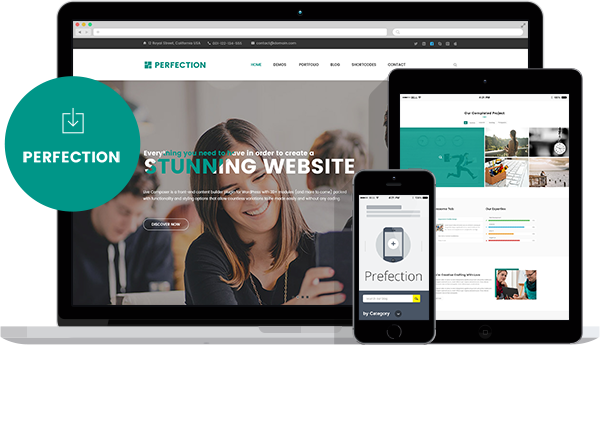 12 Royal Street, California USA
contact@domain.com
PERFECTION
HOME DEMOS PORTFOLIO BLOG SHORTCODES CONTACT
Everything you need to have in order to create a
STUNNING WEBSITE
Live Composer is a front-end content builder plugin for WordPress with 30+ modules (and more to come) packed
with functionality and styling options that allow countless variations to be made easily and without any coding.
DISCOVER NOW
PERFECTION
Our Completed Project
Our Expertise
Prefection
by Category